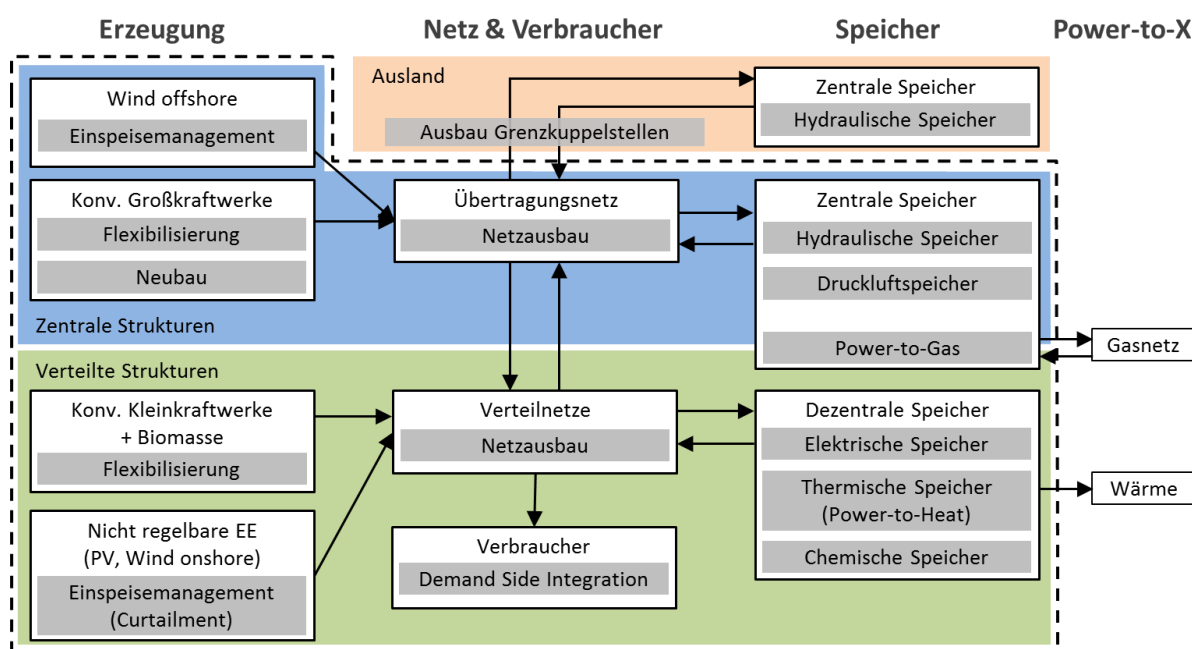 Erzeugung
Netz & Verbraucher
Speicher
Power-to-X
Wind offshore
Einspeisemanagement
Konv. Großkraftwerke
Flexibilisierung
Neubau
Zentrale Strukturen
Ausland
Ausbau Grenzkuppelstellen
Zentrale Speicher
Hydraulische Speicher
Übertragungsnetz
Netzausbau
Zentrale Speicher
Hydraulische Speicher
Druckluftspeicher
Power-to-Gas
Gasnetz
Verteilte Strukturen
Konv. Kleinkraftwerke
+ Biomasse
Flexibilisierung
Nicht regelbare EE
(PV, Wind onshore)
Einspeisemanagement
(Curtailment)
Verteilnetze
Netzausbau
Verbraucher
Demand Side Integration
Dezentrale Speicher
Elektrische Speicher
Thermische Speicher
(Power-to-Heat)
Chemische Speicher
Wärme